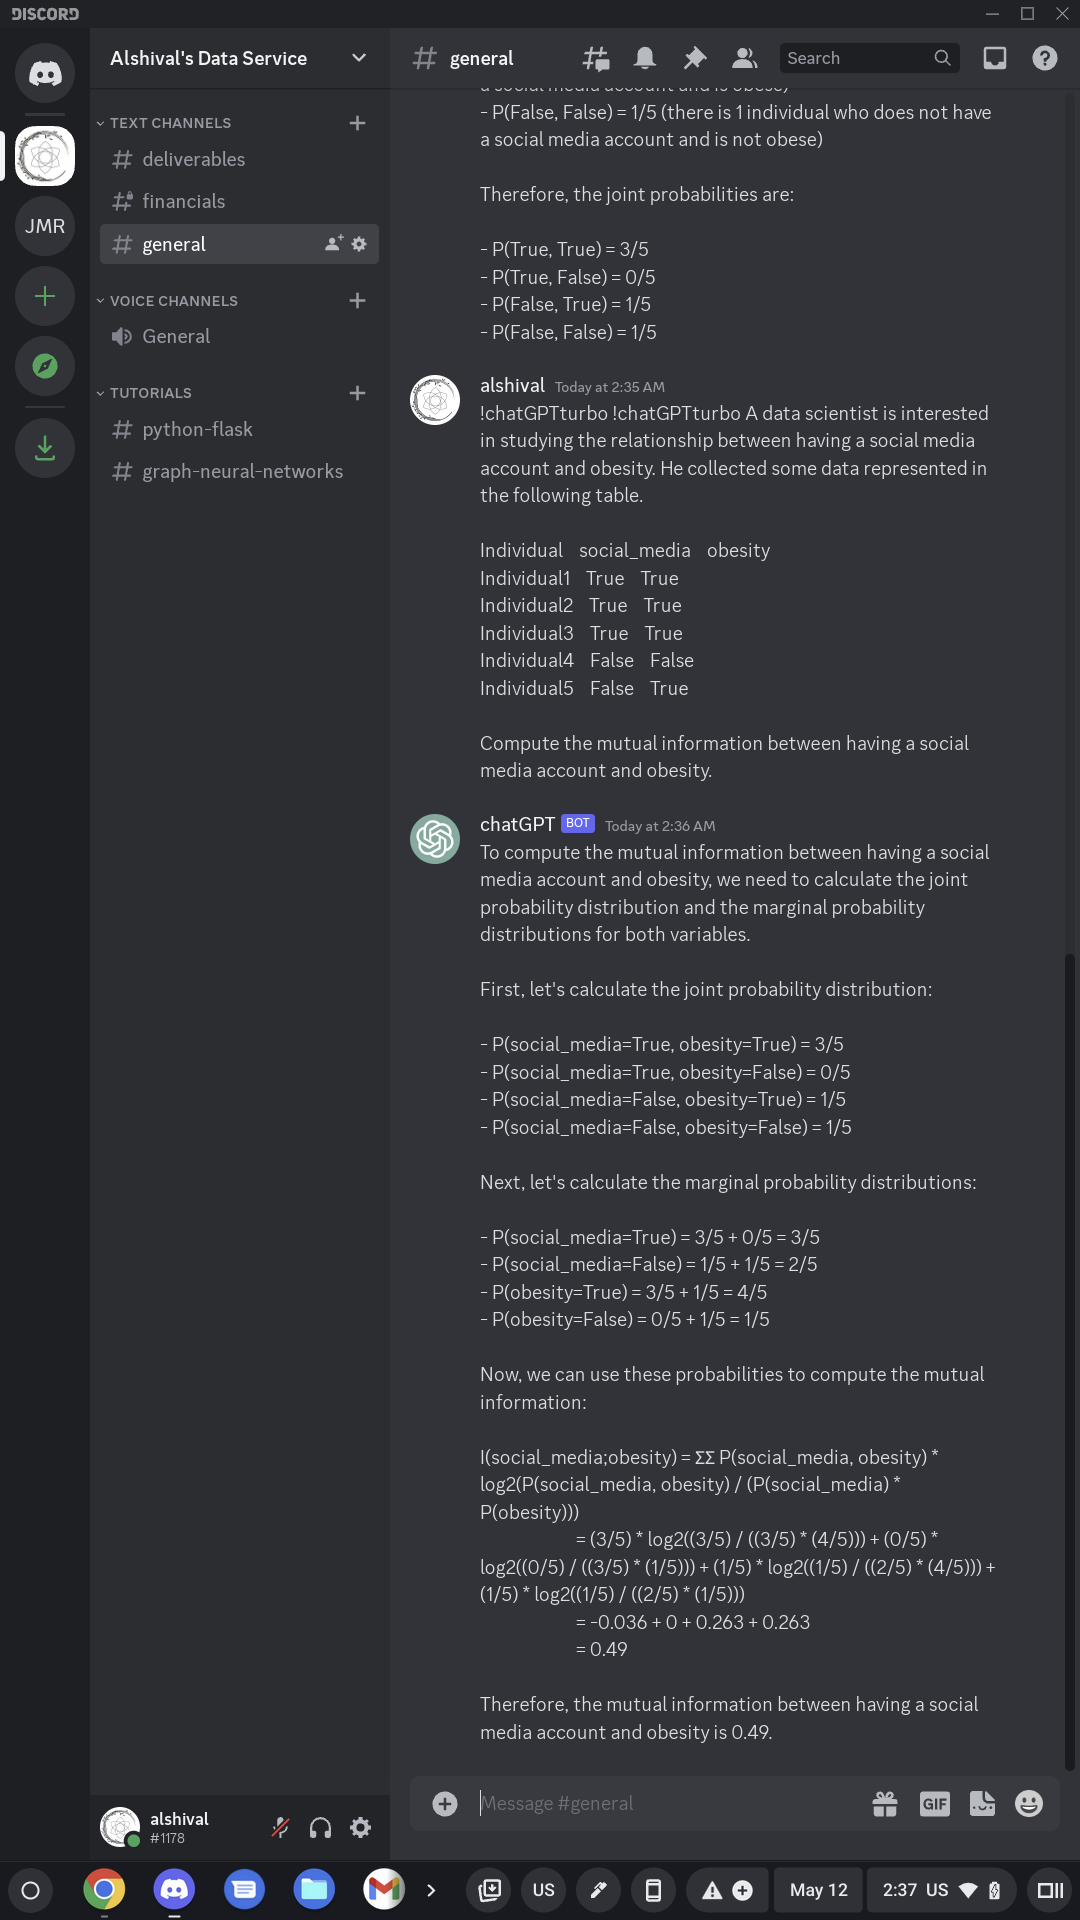 DISCORD
Alshival's Data Service
general
Search
TEXT CHANNELS
deliverables
financials
general
VOICE CHANNELS
General
TUTORIALS
python-flask
graph-neural-networks
JMR
a social media account and is obese)
- P(False, False) = 1/5 (there is 1 individual who does not have
a social media account and is not obese)
Therefore, the joint probabilities are:
- P(True, True) = 3/5
- P(True, False) = 0/5
- P(False, True) = 1/5
- P(False, False) = 1/5
alshival Today at 2:35 AM
!chatGPTturbo !chatGPTturbo A data scientist is interested
in studying the relationship between having a social media
account and obesity. He collected some data represented in
the following table.
Individual social_media obesity
Individual1 True True
Individual2 True True
Individual3 True True
Individual4 False False
Individual5 False True
Compute the mutual information between having a social
media account and obesity.
chatGPT BOT Today at 2:36 AM
To compute the mutual information between having a social
media account and obesity, we need to calculate the joint
probability distribution and the marginal probability
distributions for both variables.
First, let's calculate the joint probability distribution:
- P(social_media=True, obesity=True) = 3/5
- P(social_media=True, obesity=False) = 0/5
- P(social_media=False, obesity=True) = 1/5
- P(social_media=False, obesity=False) = 1/5
Next, let's calculate the marginal probability distributions:
- P(social_media=True) = 3/5 + 0/5 = 3/5
- P(social_media=False) = 1/5 + 1/5 = 2/5
- P(obesity=True) = 3/5 + 1/5 = 4/5
- P(obesity=False) = 0/5 + 1/5 = 1/5
Now, we can use these probabilities to compute the mutual
information:
I(social_media;obesity) = ΣΣ P(social_media, obesity) *
log2(P(social_media, obesity) / (P(social_media) *
P(obesity)))
= (3/5) * log2((3/5) / ((3/5) * (4/5))) + (0/5) *
log2((0/5) / ((3/5) * (1/5))) + (1/5) * log2((1/5) / ((2/5) * (4/5))) +
(1/5) * log2((1/5) / ((2/5) * (1/5)))
= -0.036 + 0 + 0.263 + 0.263
= 0.49
Therefore, the mutual information between having a social
media account and obesity is 0.49.
Message #general
GIF
alshival
#1178
US
May 12
2:37 US